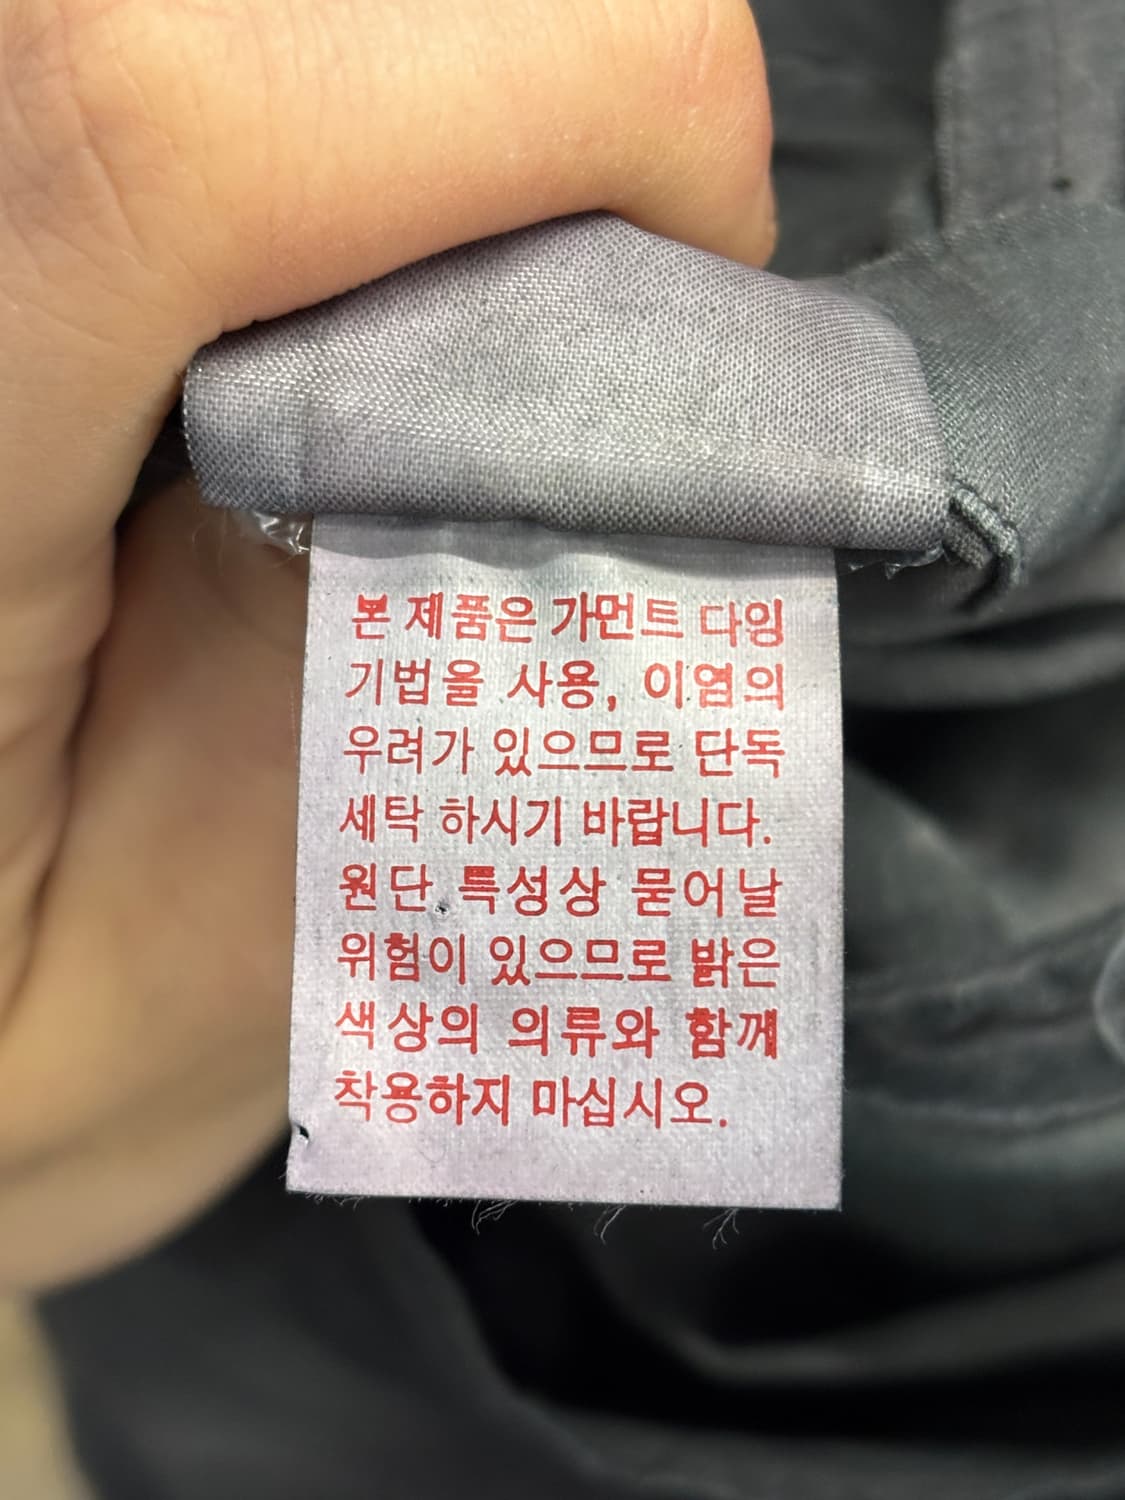 본 제품은 가먼트 다잉
기법을 사용, 이염의
우려가 있으므로 단독
세탁 하시기 바랍니다.
원단 특성상 묻어날
위험이 있으므로 밝은
색상의 의류와 함께
착용하지 마십시오.